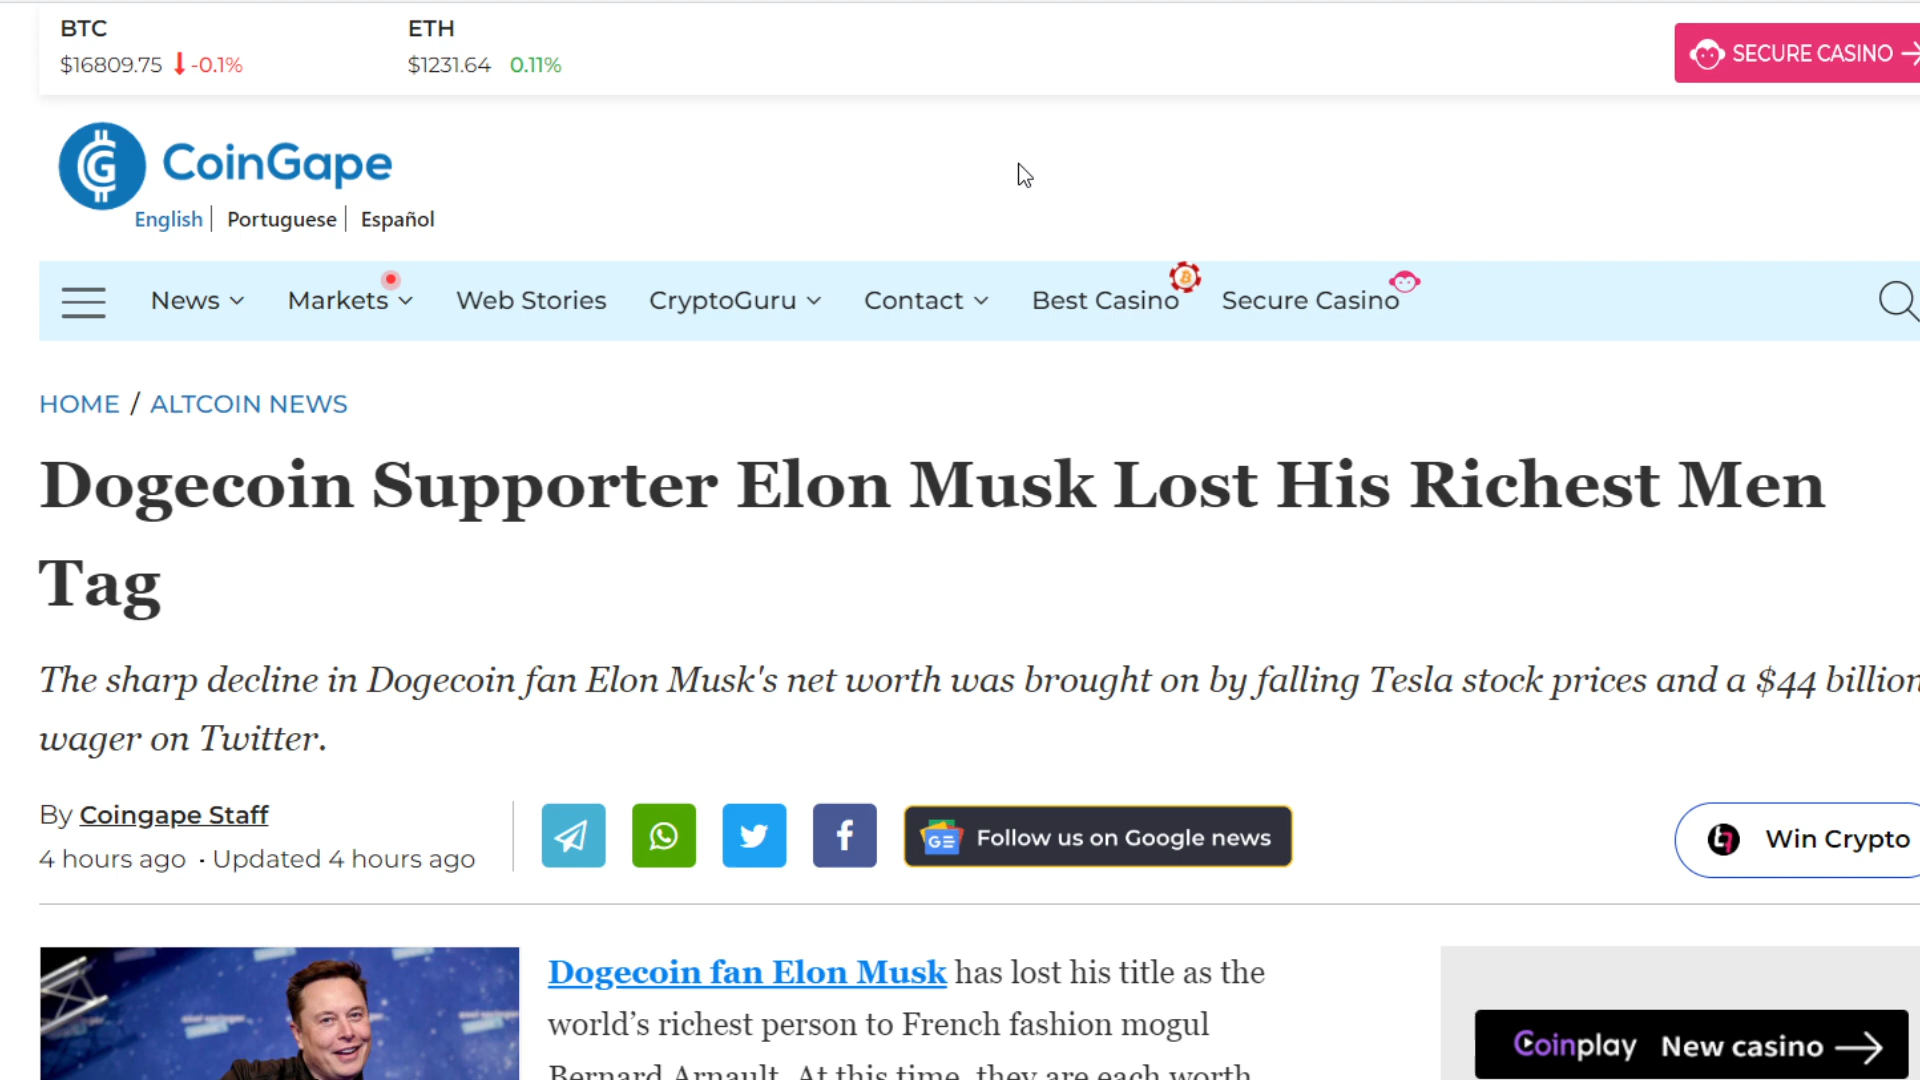 BTC
$16809.75 -0.1%
ETH
$1231.64 0.11%
SECURE CASINO
CoinGape
English Portuguese Español
News Markets Web Stories CryptoGuru Contact Best Casino Secure Casino
HOME / ALTCOIN NEWS
Dogecoin Supporter Elon Musk Lost His Richest Men
Tag
The sharp decline in Dogecoin fan Elon Musk's net worth was brought on by falling Tesla stock prices and a $44 billion
wager on Twitter.
By Coingape Staff
4 hours ago · Updated 4 hours ago
GE Follow us on Google news
Win Crypto
Dogecoin fan Elon Musk has lost his title as the
world’s richest person to French fashion mogul
Bernard Arnault. At this time, they are each worth
Coinplay New casino